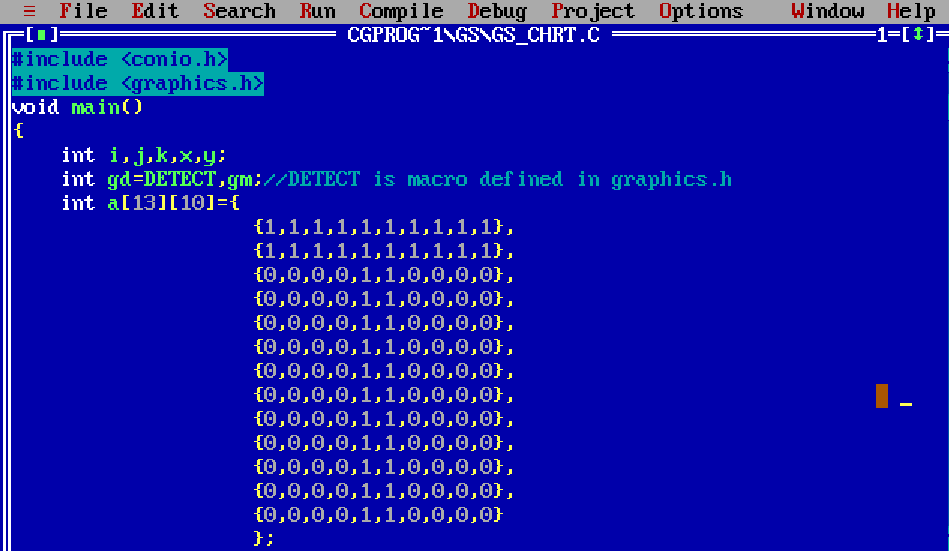 ≡ File Edit Search Run Compile Debug Project Options Window Help
[■] CGPROG~1\GS\GS_CHRT.C 1=[↕]
#include <conio.h>
#include <graphics.h>
void main()
{
int i,j,k,x,y;
int gd=DETECT,gm;//DETECT is macro defined in graphics.h
int a[13][10]={
{1,1,1,1,1,1,1,1,1,1},
{1,1,1,1,1,1,1,1,1,1},
{0,0,0,0,1,1,0,0,0,0},
{0,0,0,0,1,1,0,0,0,0},
{0,0,0,0,1,1,0,0,0,0},
{0,0,0,0,1,1,0,0,0,0},
{0,0,0,0,1,1,0,0,0,0},
{0,0,0,0,1,1,0,0,0,0},
{0,0,0,0,1,1,0,0,0,0},
{0,0,0,0,1,1,0,0,0,0},
{0,0,0,0,1,1,0,0,0,0},
{0,0,0,0,1,1,0,0,0,0},
{0,0,0,0,1,1,0,0,0,0}
};